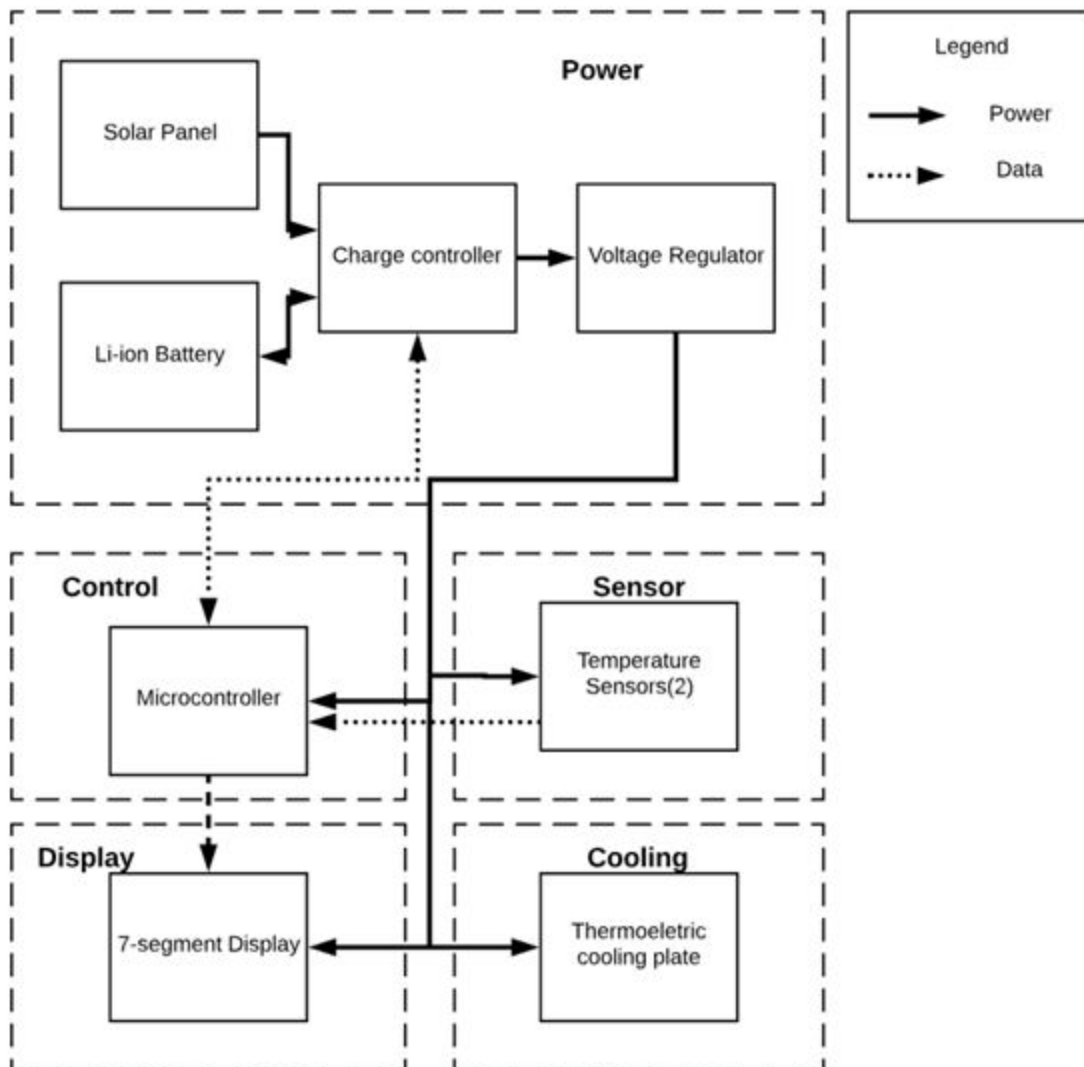 Power
Legend
Power
Data
Solar Panel
Charge controller
Voltage Regulator
Li-ion Battery
Control
Microcontroller
Sensor
Temperature
Sensors(2)
Display
7-segment Display
Cooling
Thermoeletric
cooling plate